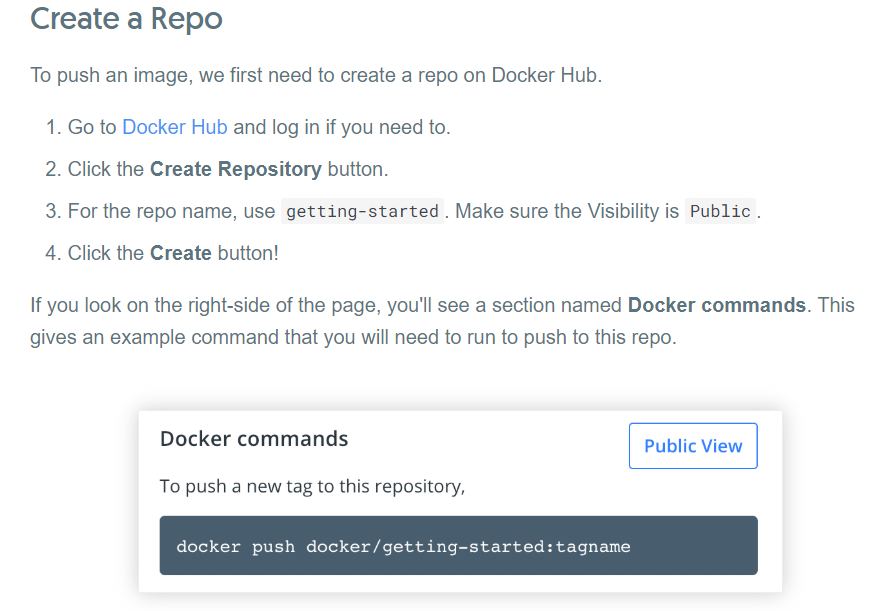 Create a Repo
To push an image, we first need to create a repo on Docker Hub.
1. Go to Docker Hub and log in if you need to.
2. Click the Create Repository button.
3. For the repo name, use getting-started. Make sure the Visibility is Public.
4. Click the Create button!
If you look on the right-side of the page, you'll see a section named Docker commands. This
gives an example command that you will need to run to push to this repo.
Docker commands
Public View
To push a new tag to this repository,
docker push docker/getting-started:tagname